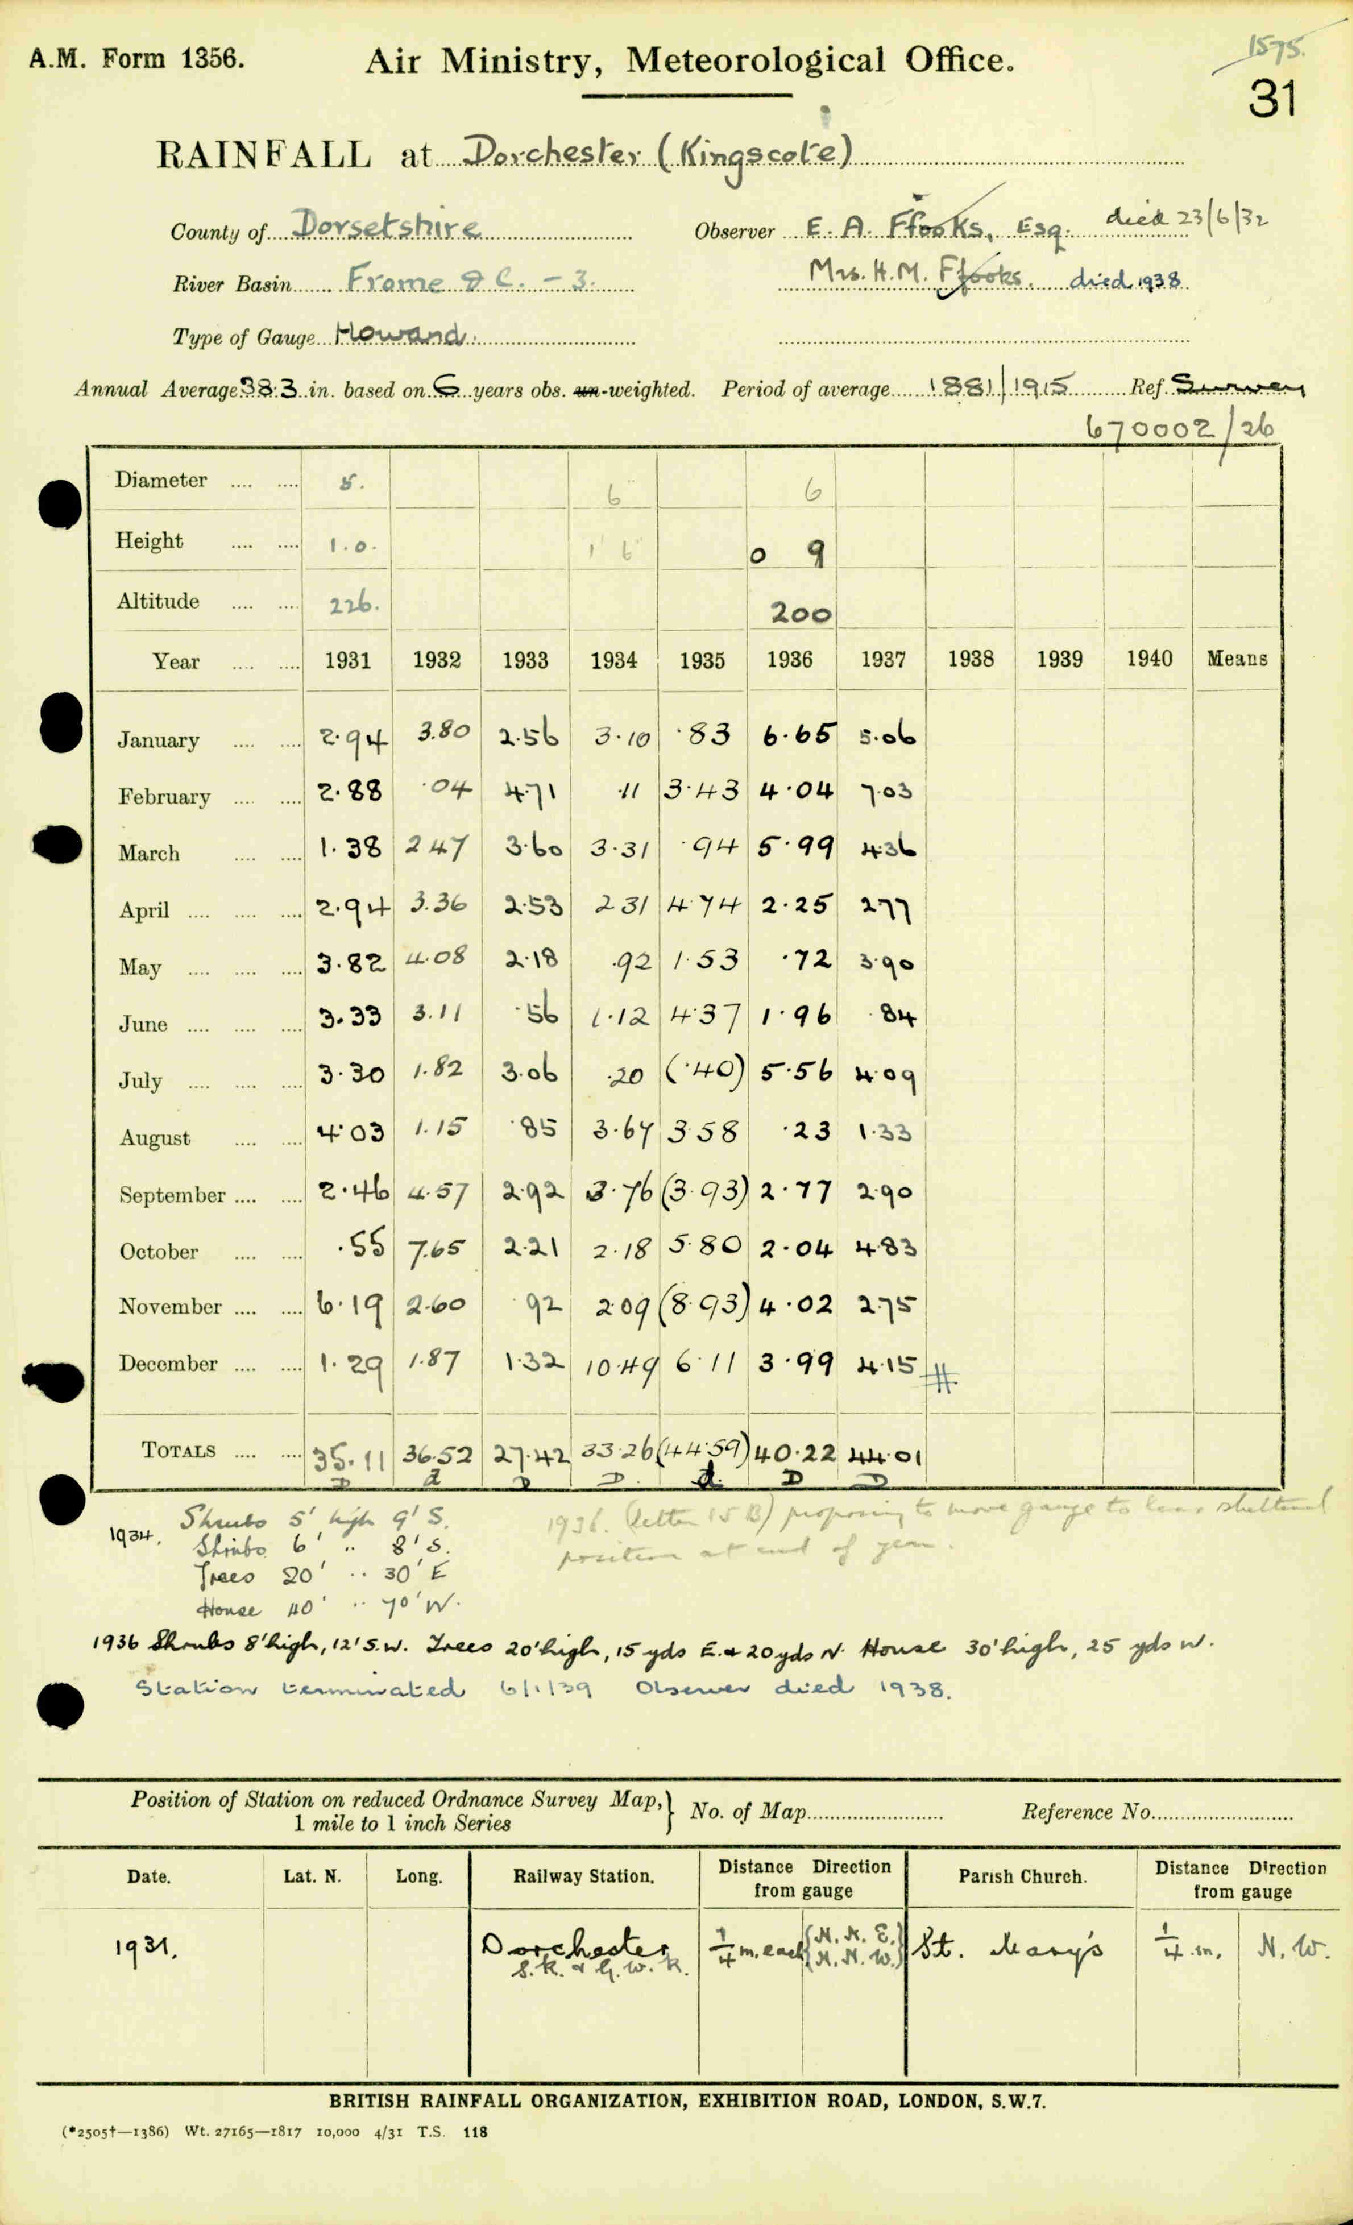 1575.
A.M. Form 1356. Air Ministry, Meteorological Office.
31
RAINFALL at Dorchester (Kingscote)
County of Dorsetshire Observer E. A. Ffooks, Esq. died 23/6/32
River Basin Frome &C. - 3. Mrs. H.M. Ffooks. died 1938
Type of Gauge Howard.
Annual Average 38.3 in. based on 6 years obs. un-weighted. Period of average 1881/1915 Ref. Survey
670002/26
Diameter .... .... 5. 6" 6
Height .... .... 1.0. 1' 6" 0 9
Altitude .... .... 226. 200
Year .... .... 1931 1932 1933 1934 1935 1936 1937 1938 1939 1940 Means
January .... .... 2.94 3.80 2.56 3.10 .83 6.65 5.06
February .... .... 2.88 .04 4.71 .11 3.43 4.04 7.03
March .... .... 1.38 2 47 3.60 3.31 .94 5.99 4.36
April .... .... .... 2.94 3.36 2.53 2 31 4.74 2.25 2.77
May .... .... .... 3.82 4.08 2.18 .92 1.53 .72 3.90
June .... .... .... 3.33 3.11 .56 1.12 4.37 1.96 .84
July .... .... .... 3.30 1.82 3.06 .20 (.40) 5.56 4.09
August .... .... 4.03 1.15 .85 3.67 3 58 .23 1.33
September .... .... 2.46 4.57 2.92 3.76 (3.93) 2.77 2.90
October .... .... .55 7.65 2.21 2.18 5.80 2.04 4.83
November .... .... 6.19 2.60 .92 2.09 (8.93) 4.02 2.75
December .... .... 1.29 1.87 1.32 10.49 6.11 3.99 4.15 #
TOTALS .... .... 35.11 36.52 27.42 33.26 (44.59) 40.22 44.01
D d D D. d. D D
Shrubs 5' high 9' S. 1936. (letter 15 B) proposing to move gauge to less sheltered
1934. Shrubs 6' " 8' S. position at end of year.
Trees 20' " 30' E
House 40' " 70' W.
1936 Shrubs 8' high, 12' S.W. Trees 20' high, 15 yds E. & 20 yds N. House 30' high, 25 yds W.
Station terminated 6/1/39 Observer died 1938.
Position of Station on reduced Ordnance Survey Map, } No. of Map Reference No.
1 mile to 1 inch Series
Date. Lat. N. Long. Railway Station. Distance Direction from gauge Parish Church. Distance Direction from gauge
1931. Dorchester 1/4 m. each {N. N. E.} St. Mary's 1/4 m. N. W.
S.R. & G.W.R. {N. N. W.}
BRITISH RAINFALL ORGANIZATION, EXHIBITION ROAD, LONDON, S.W.7.
(*2505†—1386) Wt. 27165—1817 10,000 4/31 T.S. 118